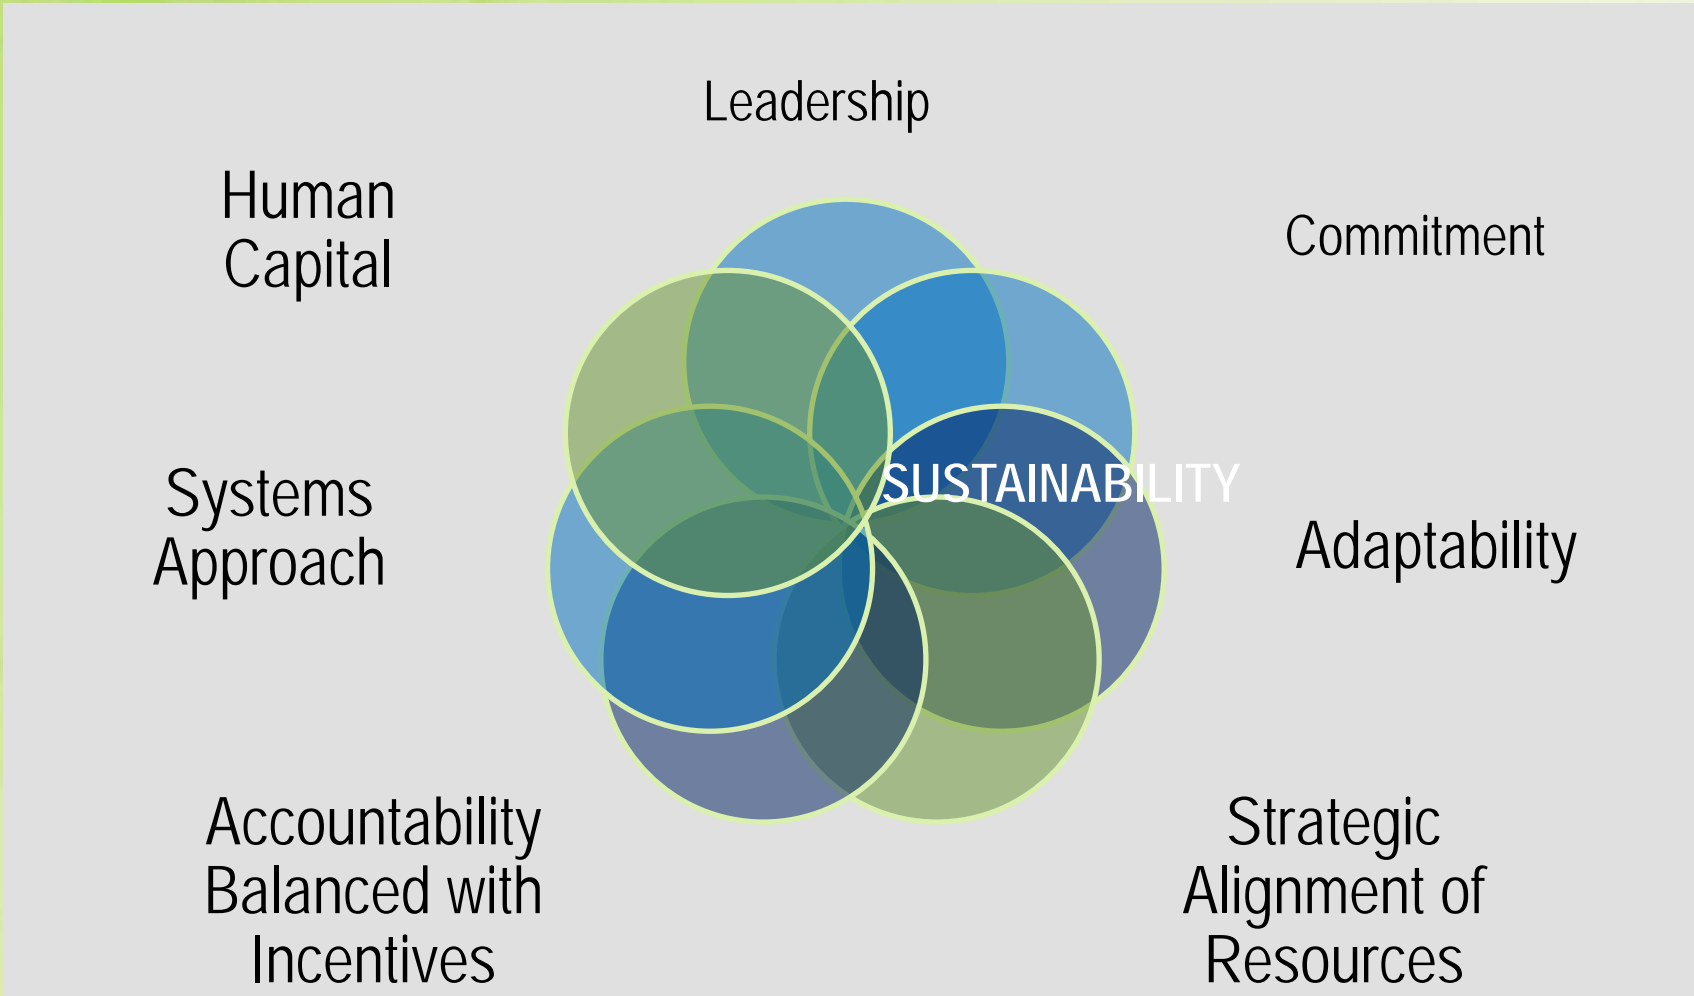 Leadership
Human
Capital
Commitment
SUSTAINABILITY
Systems
Approach
Adaptability
Accountability
Balanced with
Incentives
Strategic
Alignment of
Resources